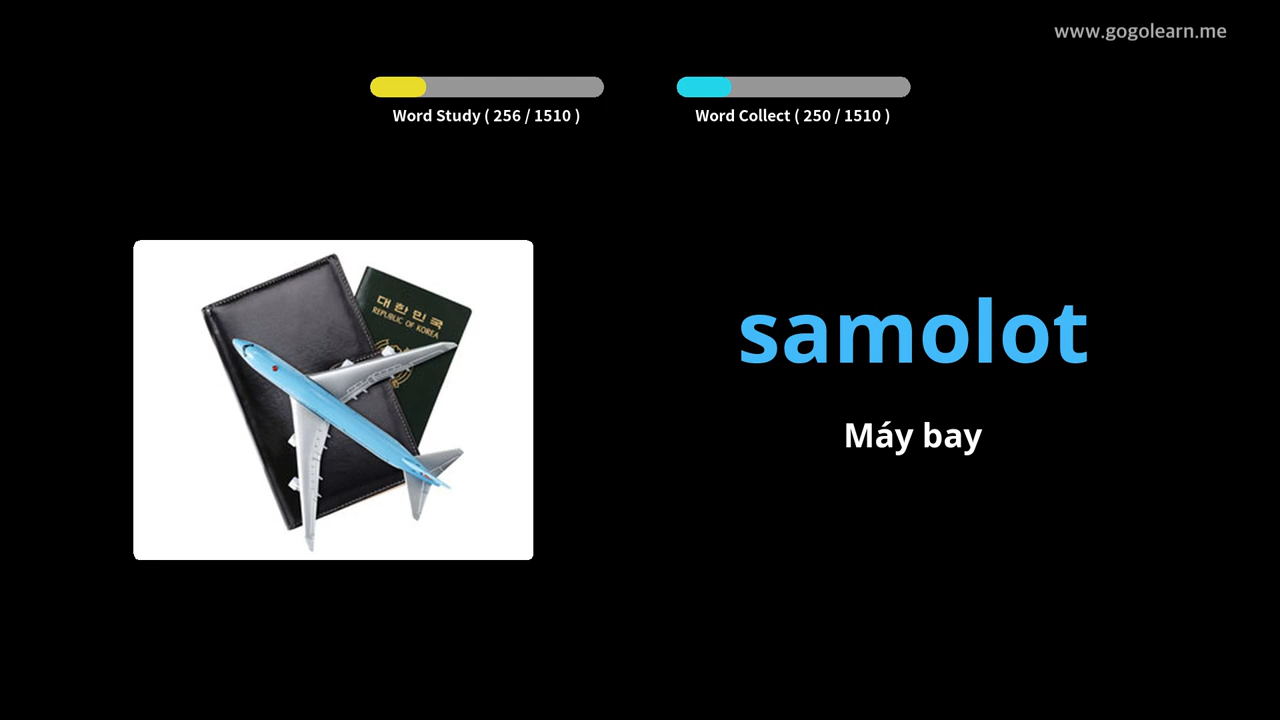 www.gogolearn.me
Word Study ( 256 / 1510 )
Word Collect ( 250 / 1510 )
대한민국
REPUBLIC OF KOREA
samolot
Máy bay